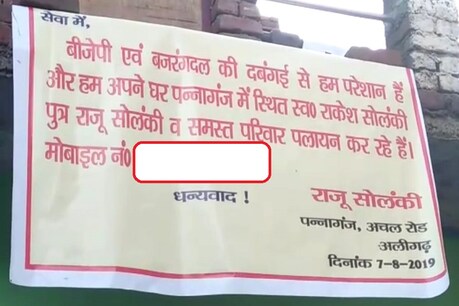 सेवा में,
बीजेपी एवं बजरंगदल की दबंगई से हम परेशान हैं
और हम अपने घर पन्नागंज में स्थित स्व० राकेश सोलंकी
पुत्र राजू सोलंकी व समस्त परिवार पलायन कर रहे हैं।
मोबाइल नं०
धन्यवाद !
राजू सोलंकी
पन्नागंज, अचल रोड
अलीगढ़
दिनांक 7-8-2019